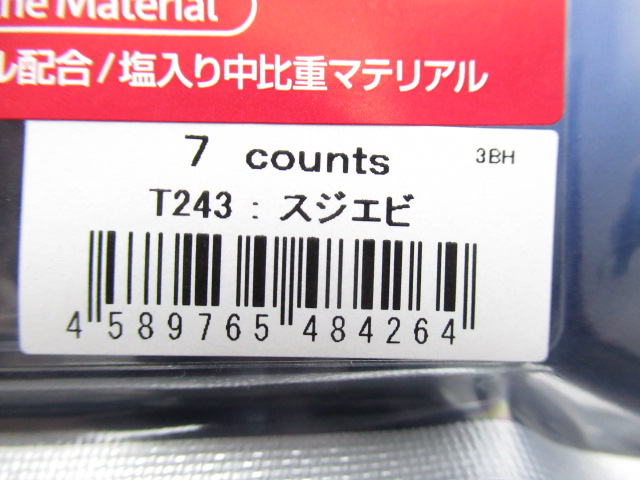 Material
配合/塩入り中比重マテリアル
7 counts
3BH
T243 : スジエビ
4 589765 484264